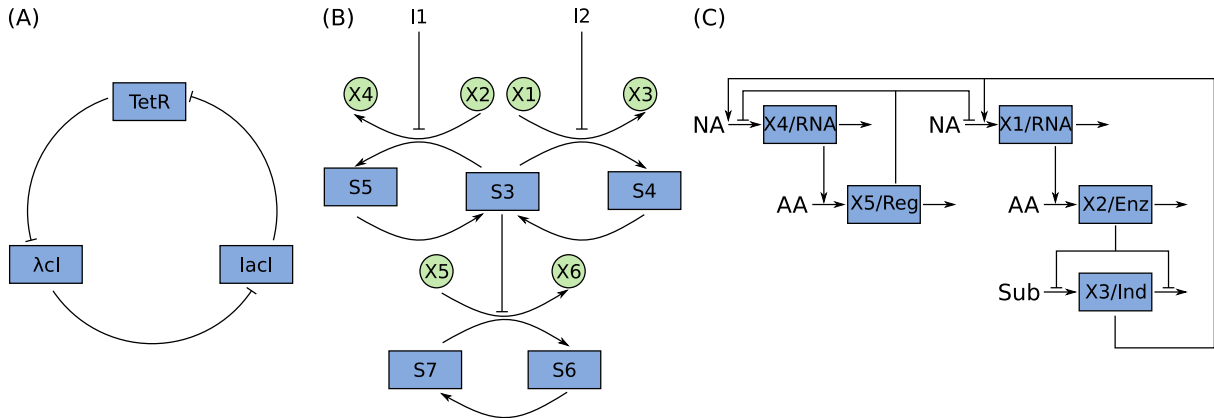 (A)
TetR
λcI
lacI
(B)
I1
I2
X4
X2
X1
X3
S5
S3
S4
X5
X6
S7
S6
(C)
NA
X4/RNA
NA
X1/RNA
AA
X5/Reg
AA
X2/Enz
Sub
X3/Ind